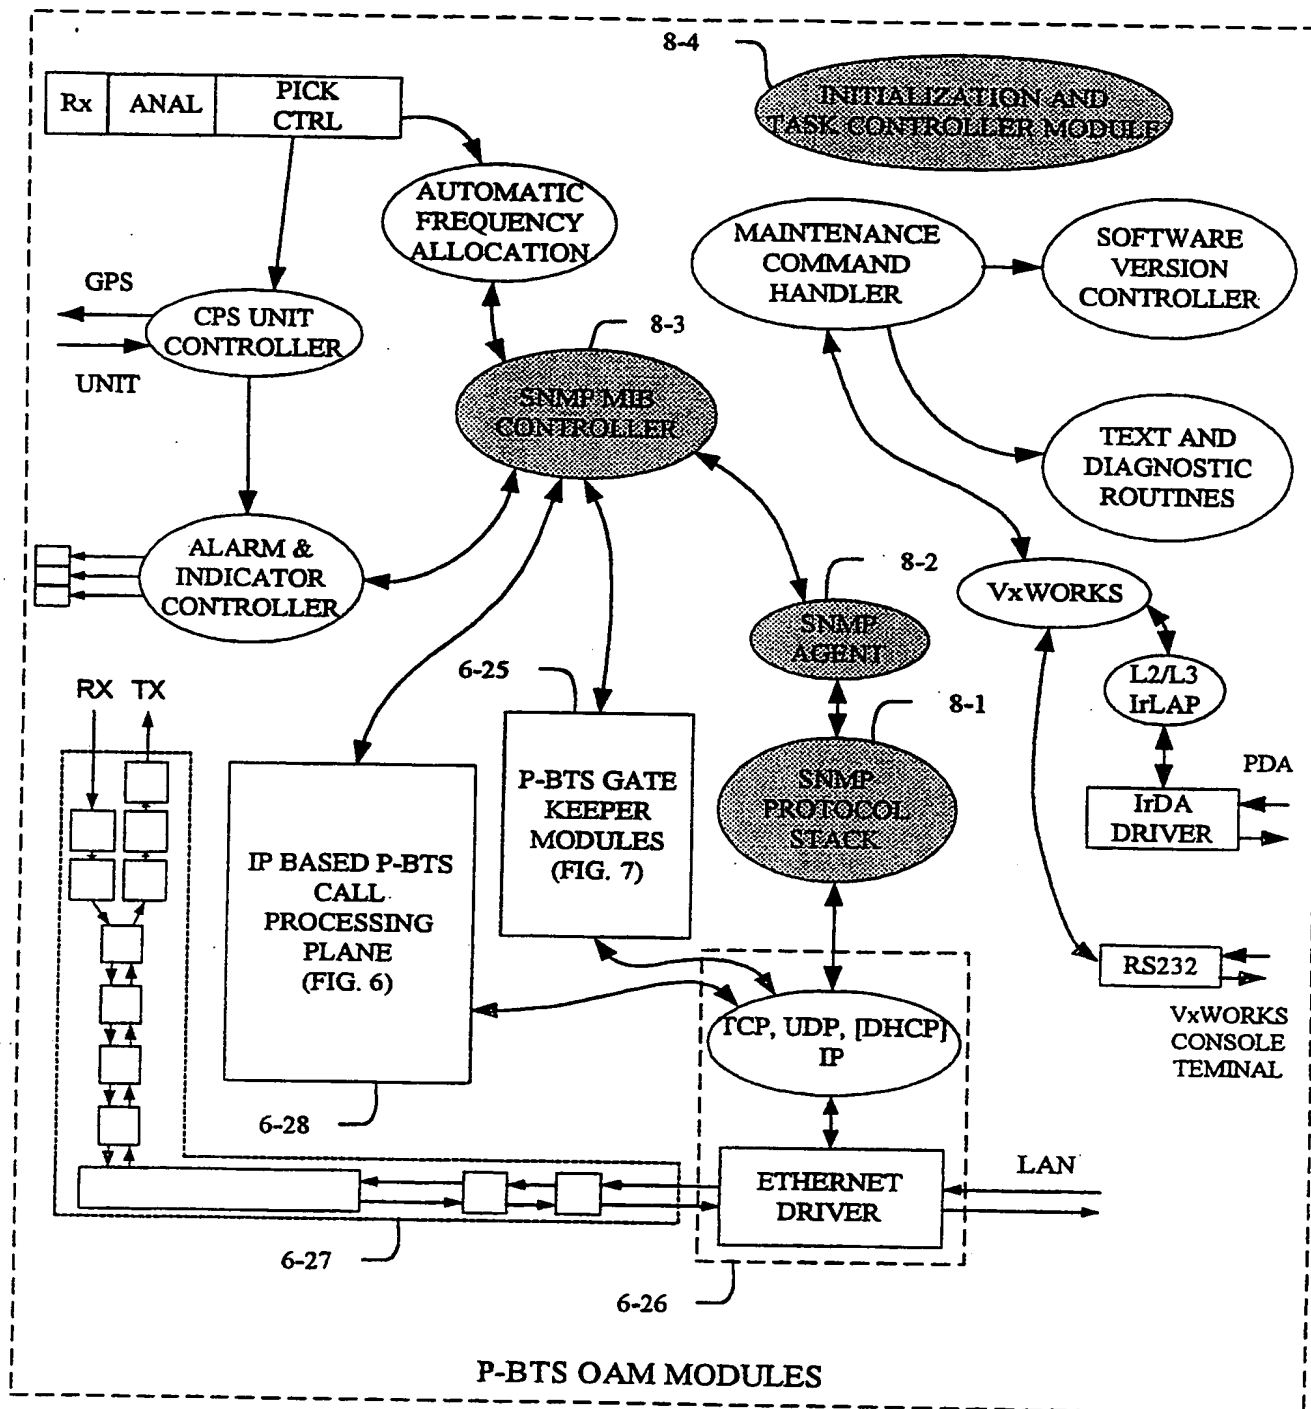 8-4
Rx
ANAL
PICK
CTRL
INITIALIZATION AND
TASK CONTROLLER MODULE
AUTOMATIC
FREQUENCY
ALLOCATION
MAINTENANCE
COMMAND
HANDLER
SOFTWARE
VERSION
CONTROLLER
GPS
CPS UNIT
CONTROLLER
UNIT
8-3
SNMP MIB
CONTROLLER
TEXT AND
DIAGNOSTIC
ROUTINES
ALARM &
INDICATOR
CONTROLLER
8-2
SNMP
AGENT
VxWORKS
L2/L3
IrLAP
6-25
8-1
RX
TX
P-BTS GATE
KEEPER
MODULES
(FIG. 7)
SNMP
PROTOCOL
STACK
PDA
IrDA
DRIVER
IP BASED P-BTS
CALL
PROCESSING
PLANE
(FIG. 6)
RS232
VxWORKS
CONSOLE
TEMINAL
TCP, UDP, [DHCP]
IP
6-28
ETHERNET
DRIVER
LAN
6-27
6-26
P-BTS OAM MODULES